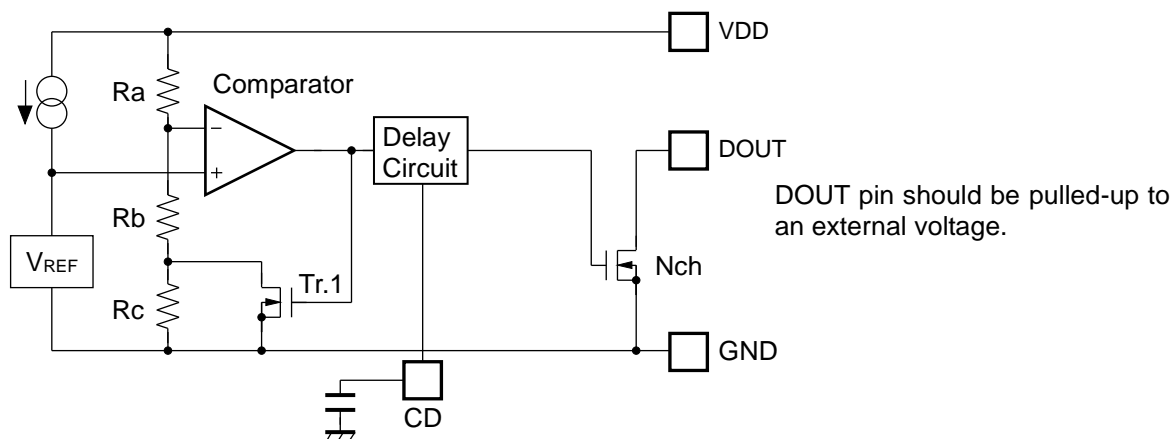 VDD
Ra
Comparator
−
+
Delay
Circuit
DOUT
DOUT pin should be pulled-up to
an external voltage.
Rb
VREF
Nch
Tr.1
Rc
GND
CD